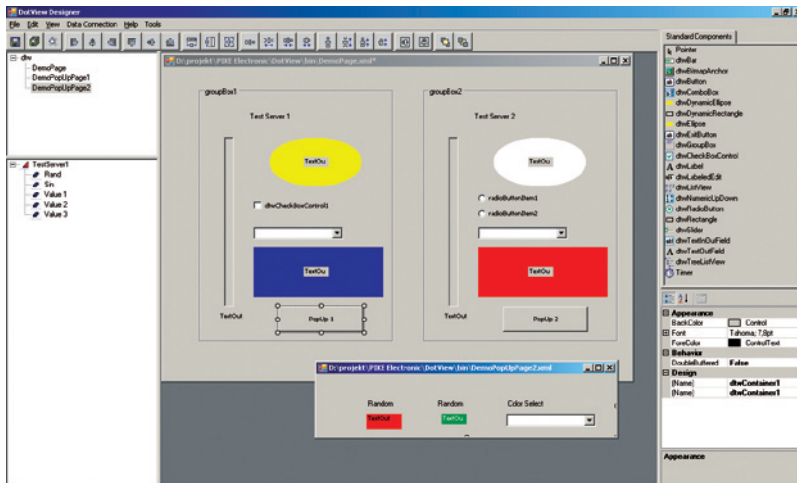 DotView Designer
File Edit View Data Connection Help Tools
dtw
DemoPage
DemoPopUpPage1
DemoPopUpPage2
TestServer1
Rand
Sin
Value 1
Value 2
Value 3
D:\projekt\PIKE Electronic\DotView\bin\DemoPage.xml*
groupBox1
Test Server 1
TextOu
dtwCheckBoxControl1
TextOu
TextOut
PopUp 1
groupBox2
Test Server 2
TextOu
radioButtonItem1
radioButtonItem2
TextOu
TextOut
PopUp 2
D:\projekt\PIKE Electronic\DotView\bin\DemoPopUpPage2.xml
Random Random Color Select
TextOut TextOu
Standard Components
Pointer
dtwBar
dtwBitmapAnchor
dtwButton
dtwComboBox
dtwDynamicEllipse
dtwDynamicRectangle
dtwElipse
dtwExitButton
dtwGroupBox
dtwCheckBoxControl
dtwLabel
dtwLabeledEdit
dtwListView
dtwNumericUpDown
dtwRadioButton
dtwRectangle
dtwSlider
dtwTextInOutField
dtwTextOutField
dtwTreeListView
Timer
Appearance
BackColor Control
Font Tahoma; 7,8pt
ForeColor ControlText
Behavior
DoubleBuffered False
Design
(Name) dtwContainer1
(Name) dtwContainer1
Appearance